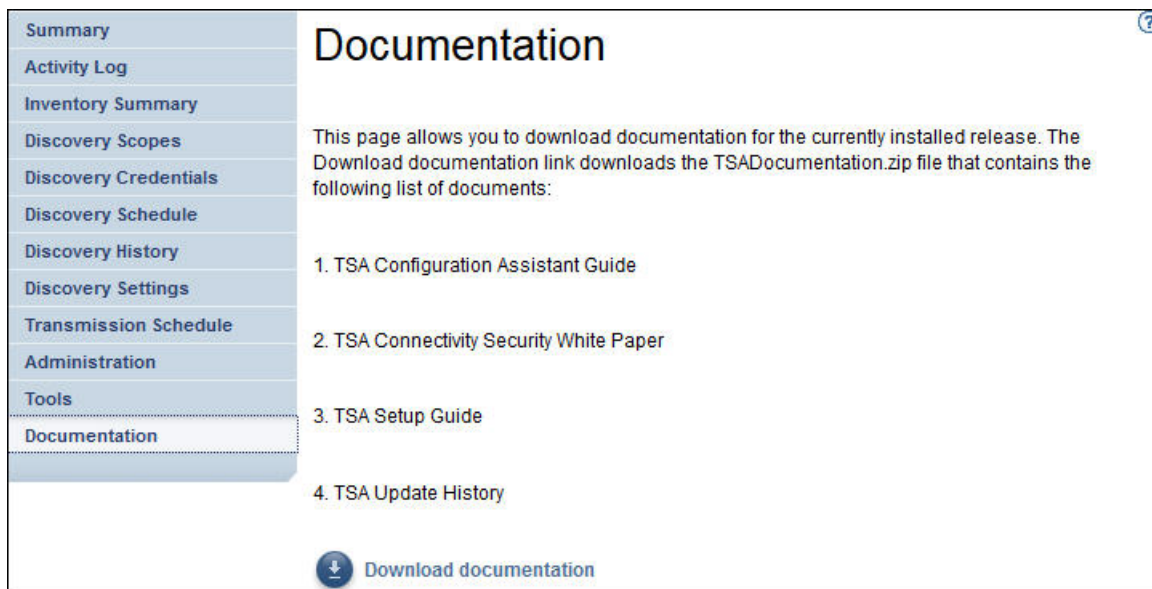 Summary
Activity Log
Inventory Summary
Discovery Scopes
Discovery Credentials
Discovery Schedule
Discovery History
Discovery Settings
Transmission Schedule
Administration
Tools
Documentation
Documentation
?
This page allows you to download documentation for the currently installed release. The
Download documentation link downloads the TSADocumentation.zip file that contains the
following list of documents:
1. TSA Configuration Assistant Guide
2. TSA Connectivity Security White Paper
3. TSA Setup Guide
4. TSA Update History
Download documentation